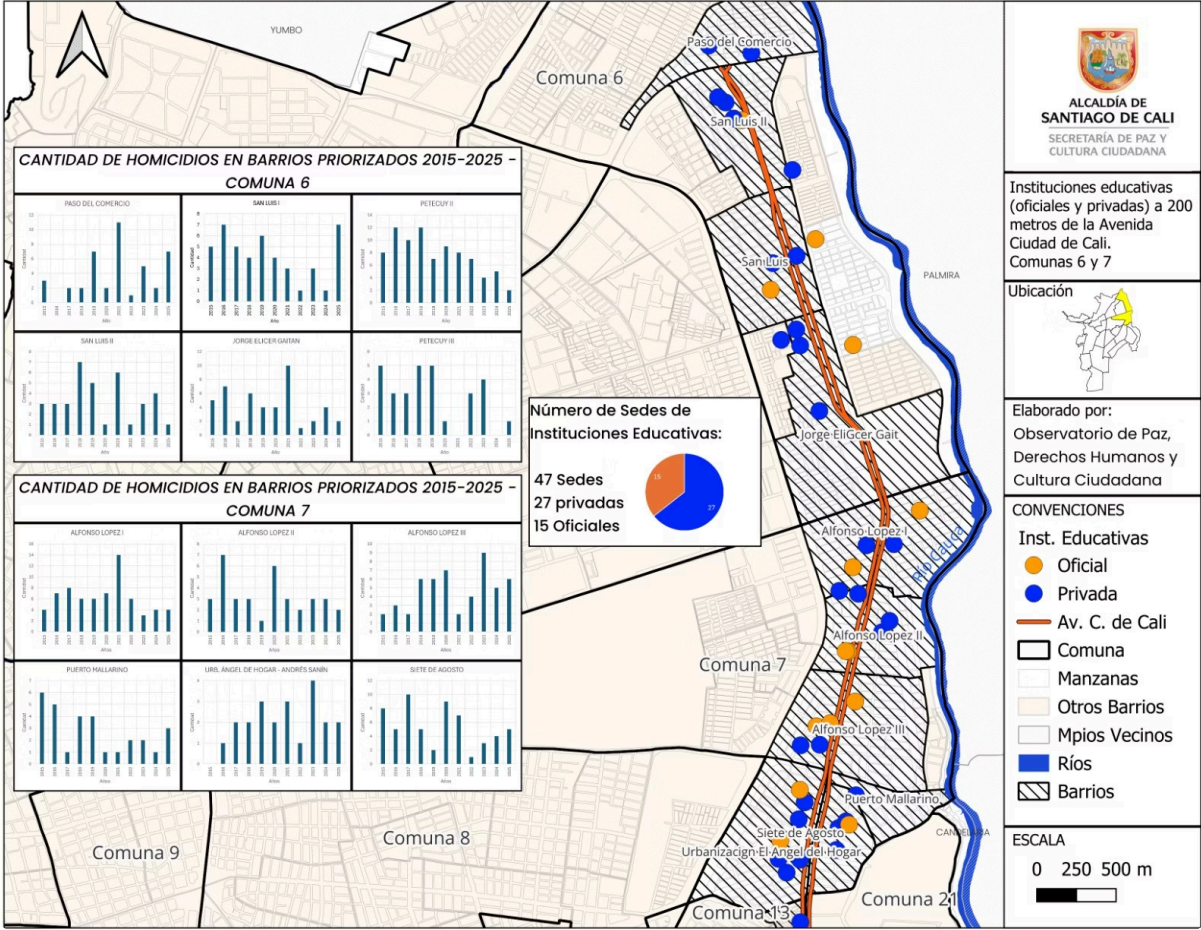 YUMBO
Paso del Comercio
Comuna 6
San Luis II
San Luis
PALMIRA
Jorge EliGcer Gait
Alfonso Lopez I
Río Cauca
Alfonso Lopez II
Comuna 7
Alfonso Lopez III
Puerto Mallarino
CANDELARIA
Siete de Agosto
Urbanizacign El Angel del Hogar
Comuna 8
Comuna 9
Comuna 13
Comuna 21
CANTIDAD DE HOMICIDIOS EN BARRIOS PRIORIZADOS 2015-2025 -
COMUNA 6
PASO DEL COMERCIO
SAN LUIS I
PETECUY II
SAN LUIS II
JORGE ELICER GAITAN
PETECUY III
CANTIDAD DE HOMICIDIOS EN BARRIOS PRIORIZADOS 2015-2025 -
COMUNA 7
ALFONSO LOPEZ I
ALFONSO LOPEZ II
ALFONSO LOPEZ III
PUERTO MALLARINO
URB. ÁNGEL DE HOGAR - ANDRÉS SANÍN
SIETE DE AGOSTO
Número de Sedes de
Instituciones Educativas:
47 Sedes
27 privadas
15 Oficiales
15
27
ALCALDÍA DE
SANTIAGO DE CALI
SECRETARÍA DE PAZ Y
CULTURA CIUDADANA
Instituciones educativas
(oficiales y privadas) a 200
metros de la Avenida
Ciudad de Cali.
Comunas 6 y 7
Ubicación
Elaborado por:
Observatorio de Paz,
Derechos Humanos y
Cultura Ciudadana
CONVENCIONES
Inst. Educativas
Oficial
Privada
Av. C. de Cali
Comuna
Manzanas
Otros Barrios
Mpios Vecinos
Ríos
Barrios
ESCALA
0 250 500 m